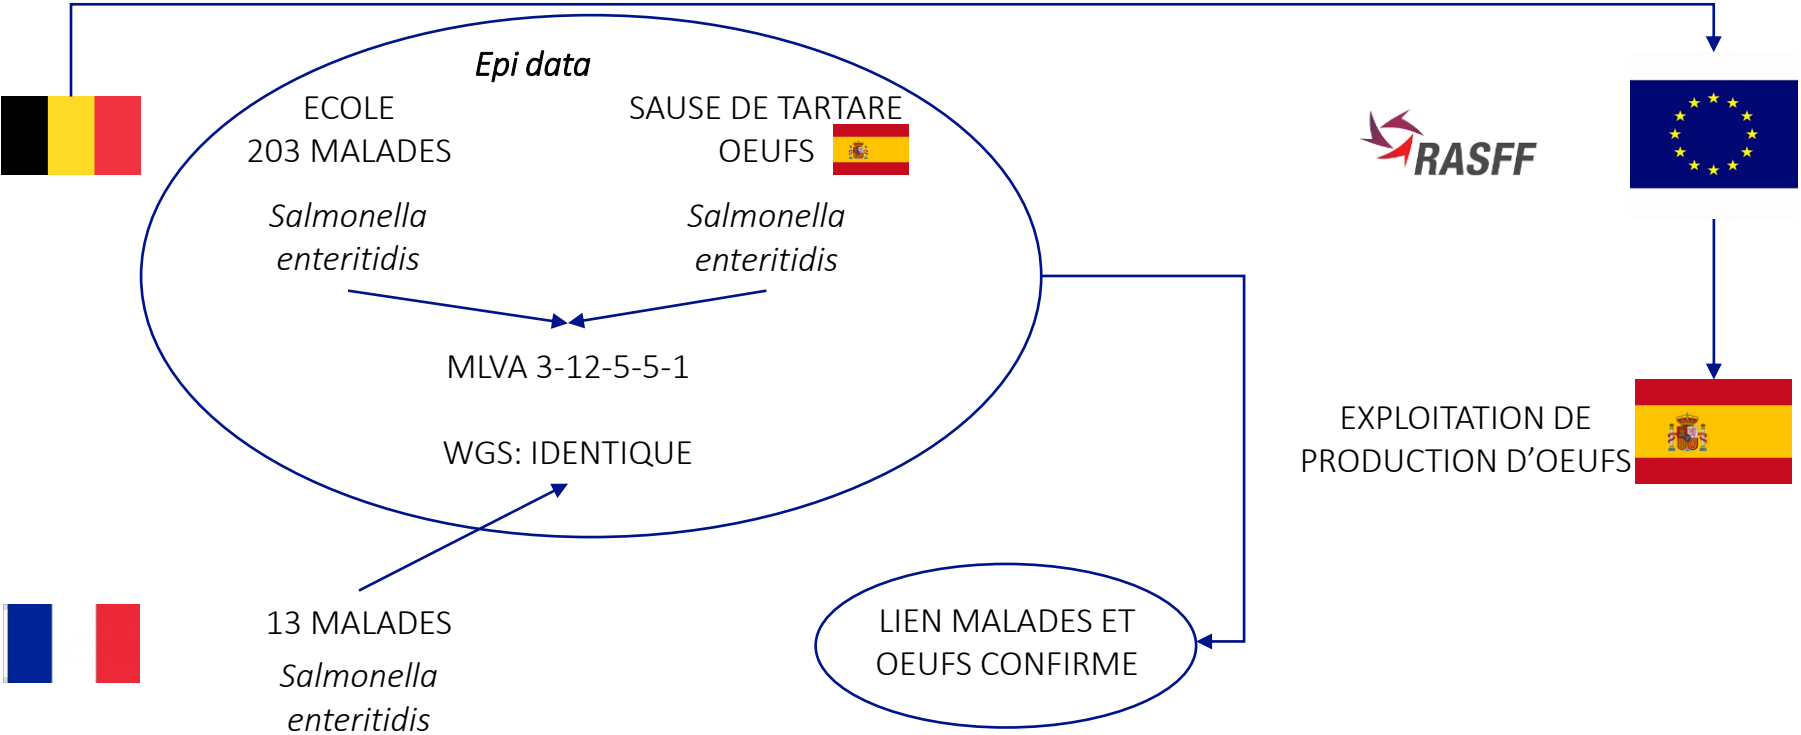 Epi data
ECOLE
203 MALADES
Salmonella
enteritidis
SAUSE DE TARTARE
OEUFS
Salmonella
enteritidis
MLVA 3-12-5-5-1
WGS: IDENTIQUE
13 MALADES
Salmonella
enteritidis
LIEN MALADES ET
OEUFS CONFIRME
RASFF
EXPLOITATION DE
PRODUCTION D’OEUFS